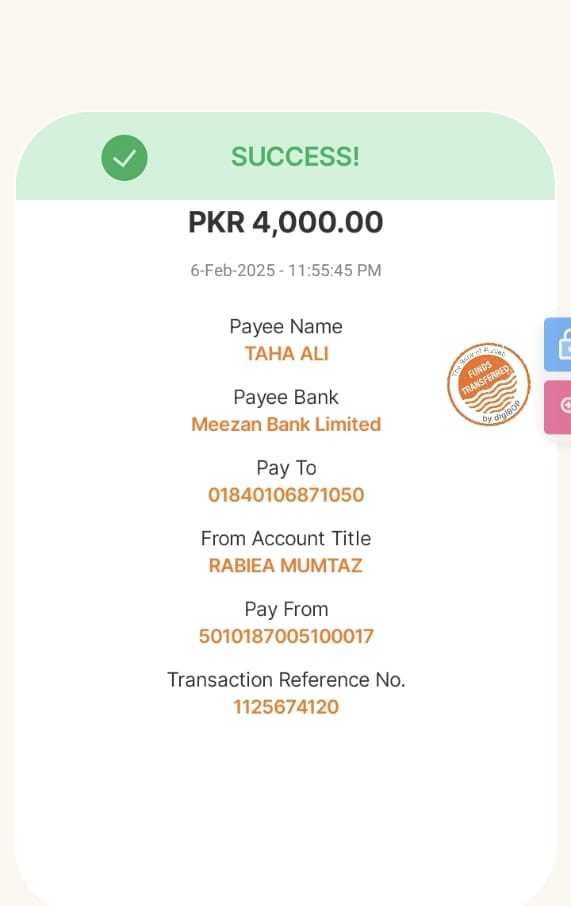 SUCCESS!
PKR 4,000.00
6-Feb-2025 - 11:55:45 PM
Payee Name
TAHA ALI
Payee Bank
Meezan Bank Limited
The Bank of Punjab
FUNDS
TRANSFERRED
by digiBOP
Pay To
01840106871050
From Account Title
RABIEA MUMTAZ
Pay From
5010187005100017
Transaction Reference No.
1125674120